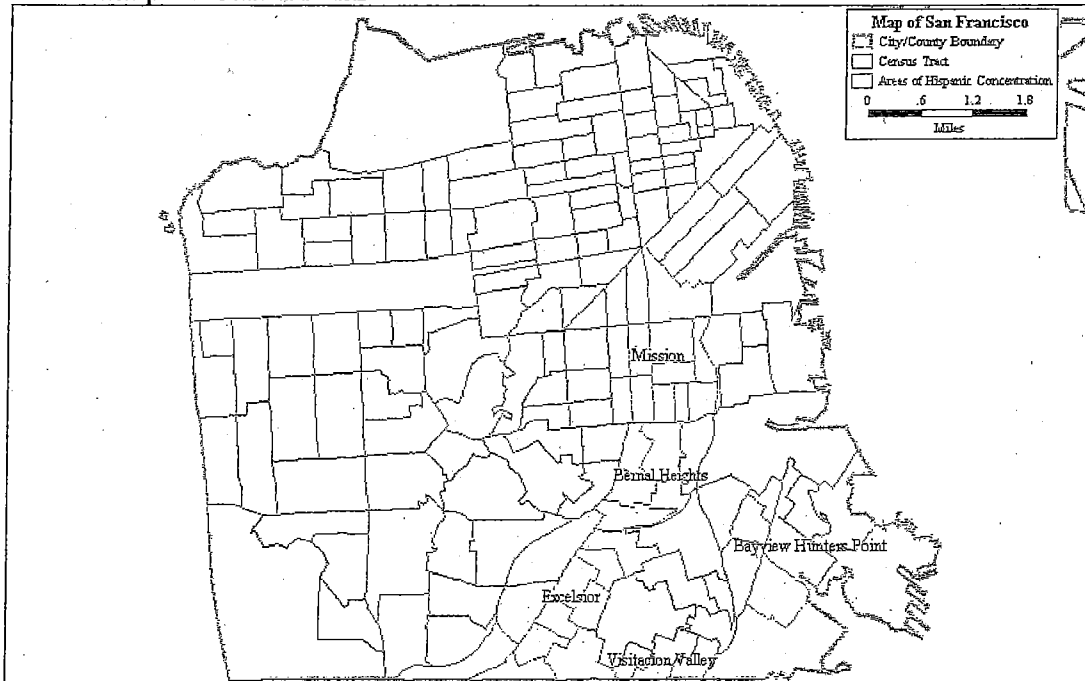 Map of San Francisco
City/County Boundary
Census Tract
Areas of Hispanic Concentration
0 .6 1.2 1.8
Miles
Mission
Bernal Heights
Bayview Hunters Point
Excelsior
Visitacion Valley